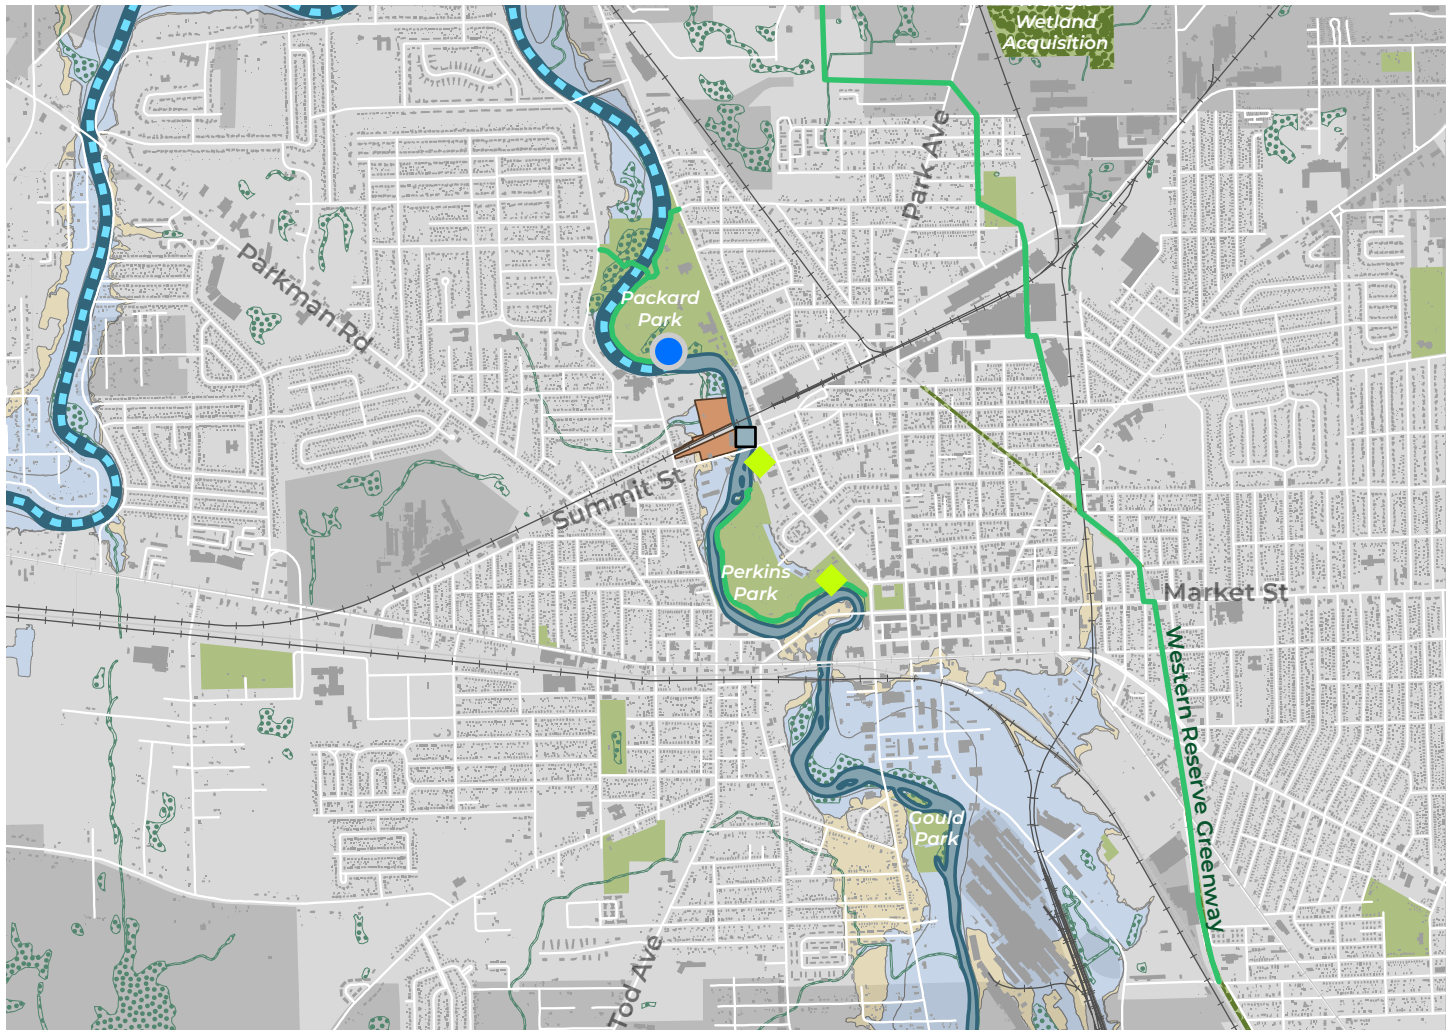 Wetland
Acquisition
Park Ave
Parkman Rd
Packard
Park
Summit St
Perkins
Park
Market St
Western Reserve Greenway
Gould
Park
Tod Ave